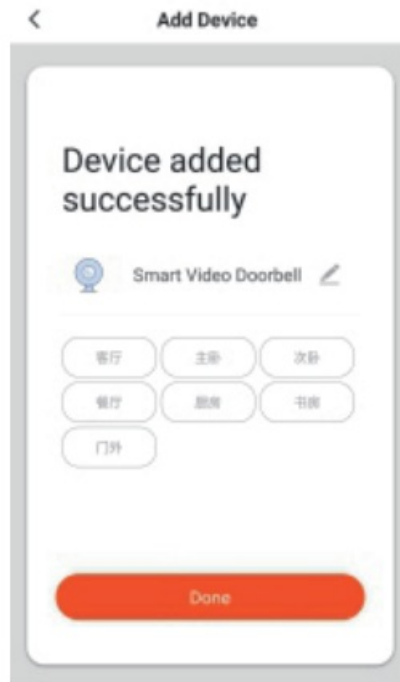 Add Device
Device added
successfully
Smart Video Doorbell
客厅 主卧 次卧
餐厅 厨房 书房
门外
Done